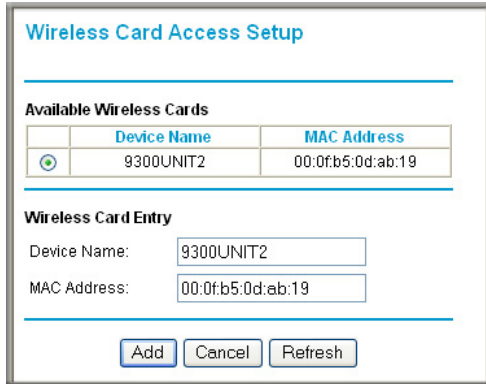 Wireless Card Access Setup
Available Wireless Cards
Device Name MAC Address
9300UNIT2 00:0f:b5:0d:ab:19
Wireless Card Entry
Device Name: 9300UNIT2
MAC Address: 00:0f:b5:0d:ab:19
Add Cancel Refresh